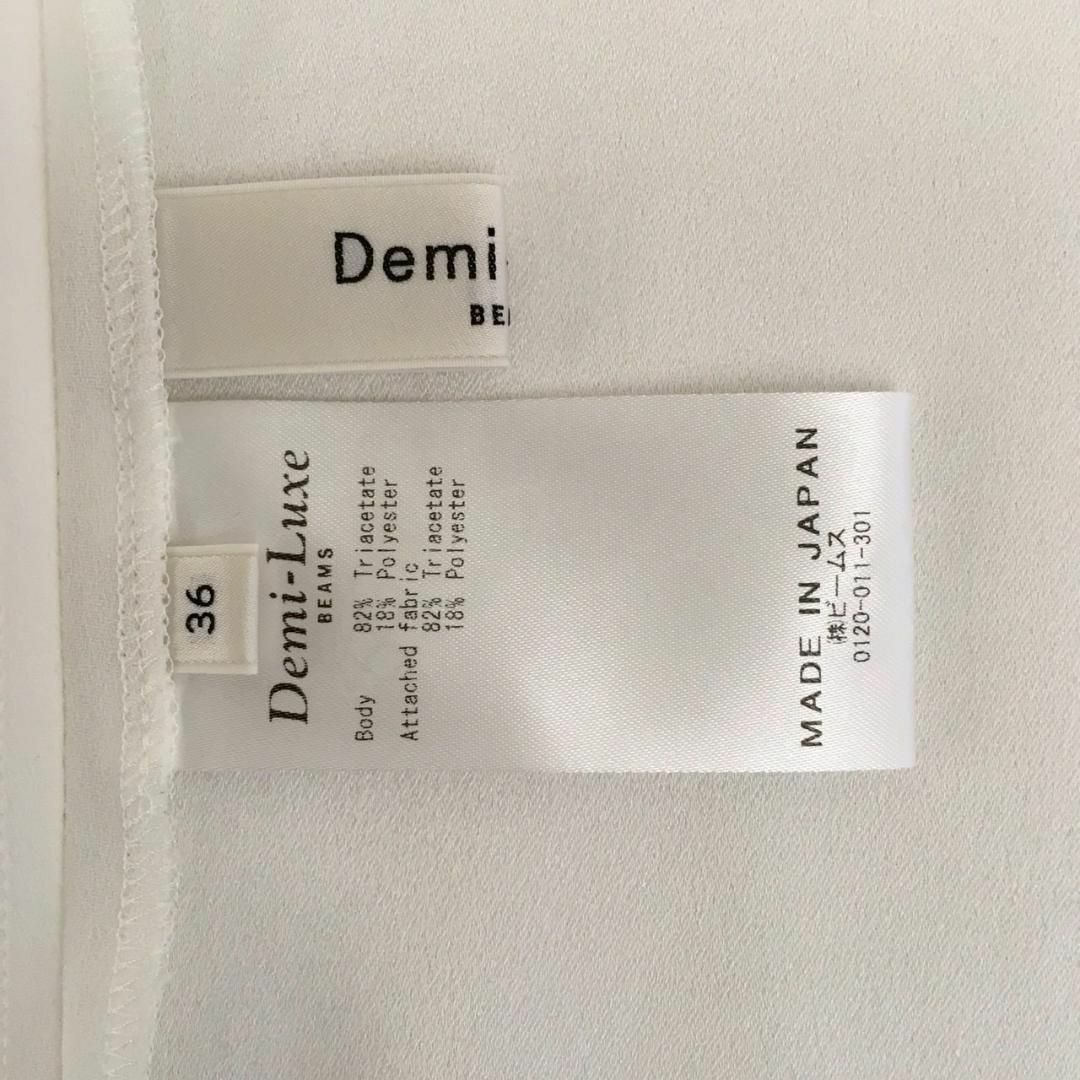 Demi-
BE
36
Demi-Luxe
BEAMS
Body 82% Triacetate
18% Polyester
Attached fabric
82% Triacetate
18% Polyester
MADE IN JAPAN
㈱ビームス
0120-011-301